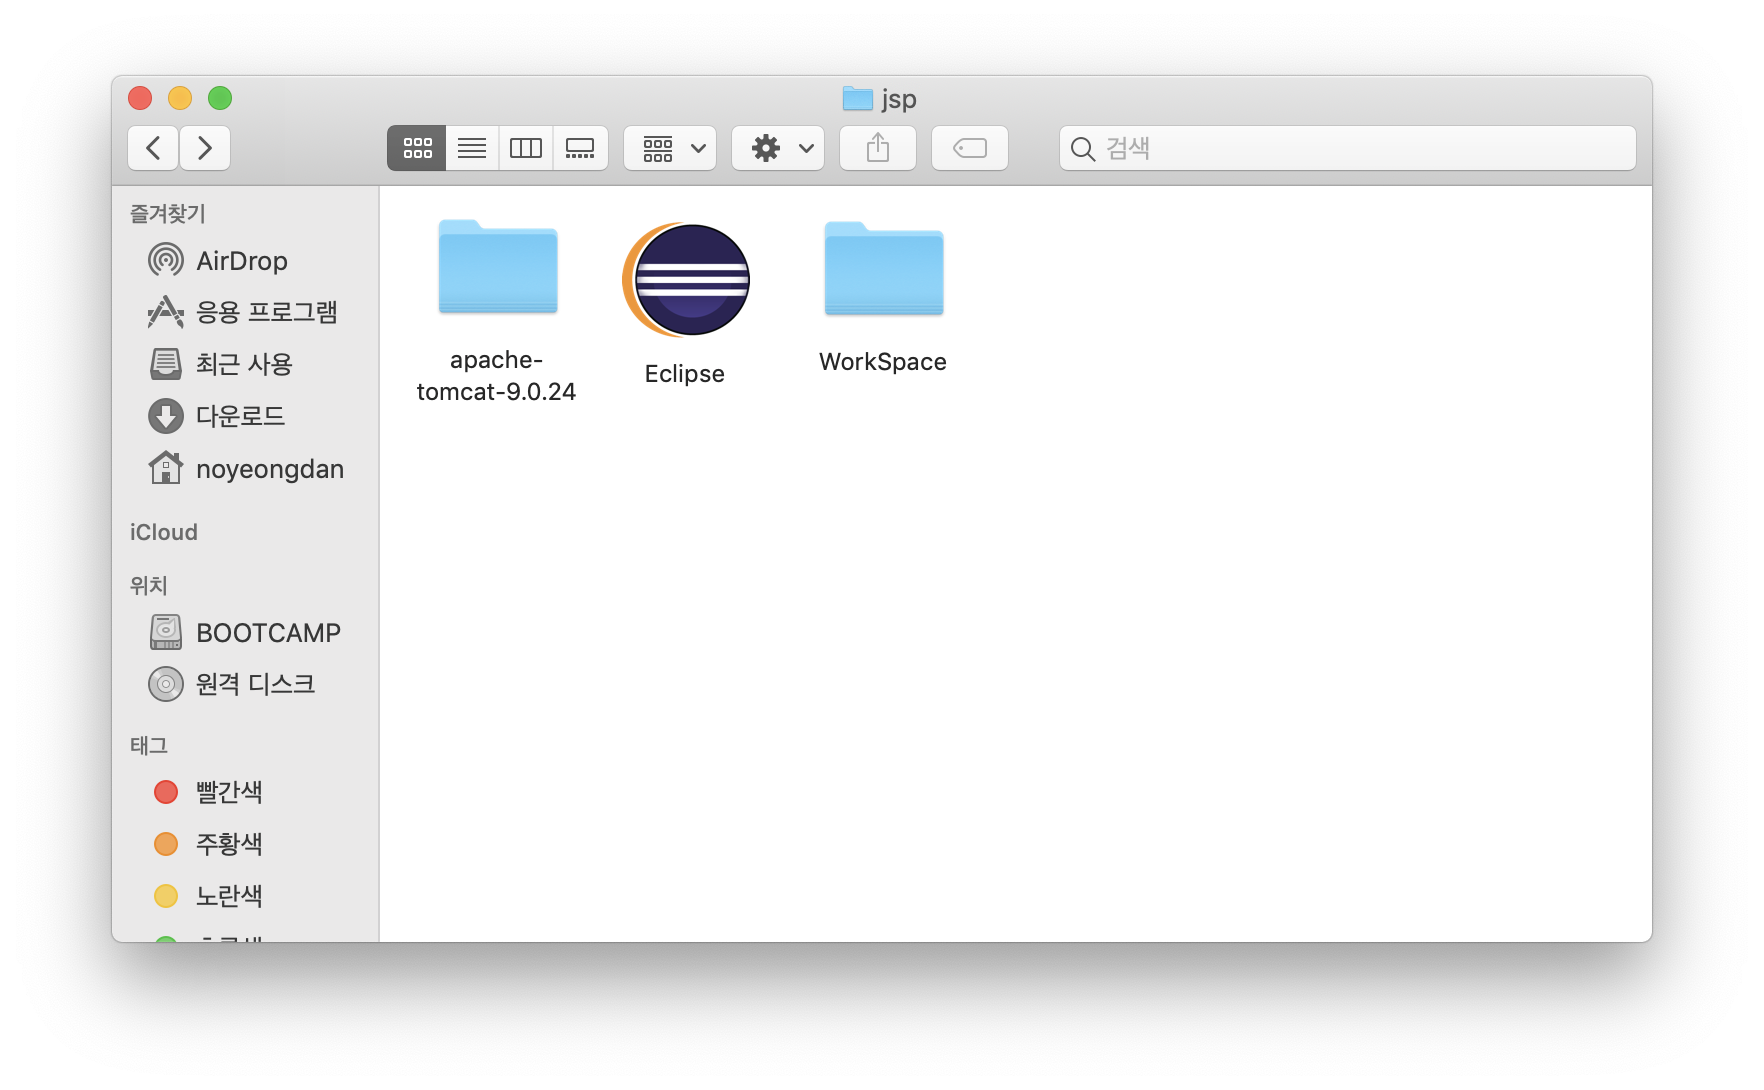 jsp
검색
즐겨찾기
AirDrop
응용 프로그램
최근 사용
다운로드
noyeongdan
iCloud
위치
BOOTCAMP
원격 디스크
태그
빨간색
주황색
노란색
apache-
tomcat-9.0.24
Eclipse
WorkSpace